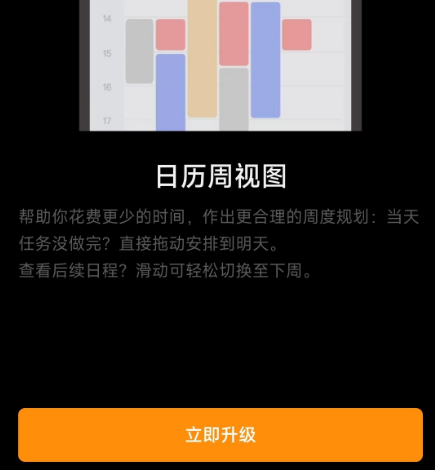 14
15
16
17
日历周视图
帮助你花费更少的时间，作出更合理的周度规划：当天
任务没做完？直接拖动安排到明天。
查看后续日程？滑动可轻松切换至下周。
立即升级